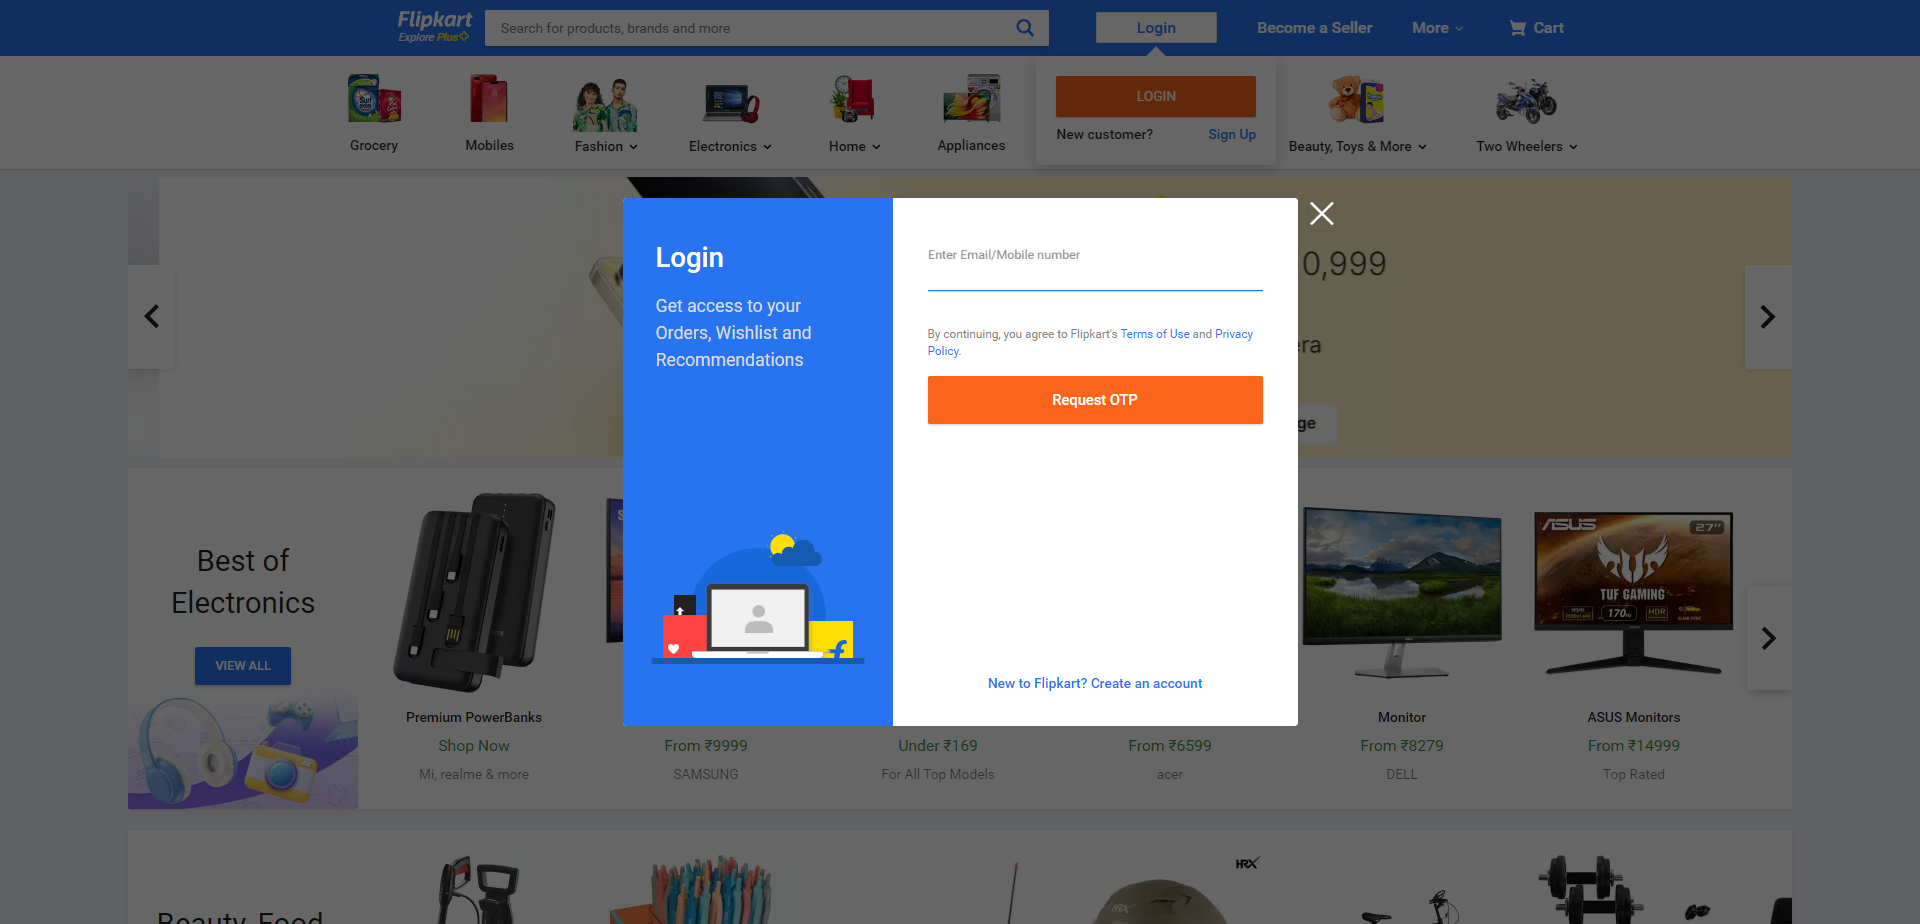 Flipkart
Explore Plus
Search for products, brands and more
Login
Become a Seller
More
Cart
LOGIN
New customer?
Sign Up
Grocery
Mobiles
Fashion
Electronics
Home
Appliances
Beauty, Toys & More
Two Wheelers
Login
Get access to your
Orders, Wishlist and
Recommendations
Enter Email/Mobile number
By continuing, you agree to Flipkart's Terms of Use and Privacy
Policy.
Request OTP
New to Flipkart? Create an account
0,999
era
ge
Best of
Electronics
VIEW ALL
ASUS
27"
TUF GAMING
170Hz
HDR
Premium PowerBanks
Shop Now
Mi, realme & more
From ₹9999
SAMSUNG
Under ₹169
For All Top Models
From ₹6599
acer
Monitor
From ₹8279
DELL
ASUS Monitors
From ₹14999
Top Rated
HRX
HRX
Beauty, Food